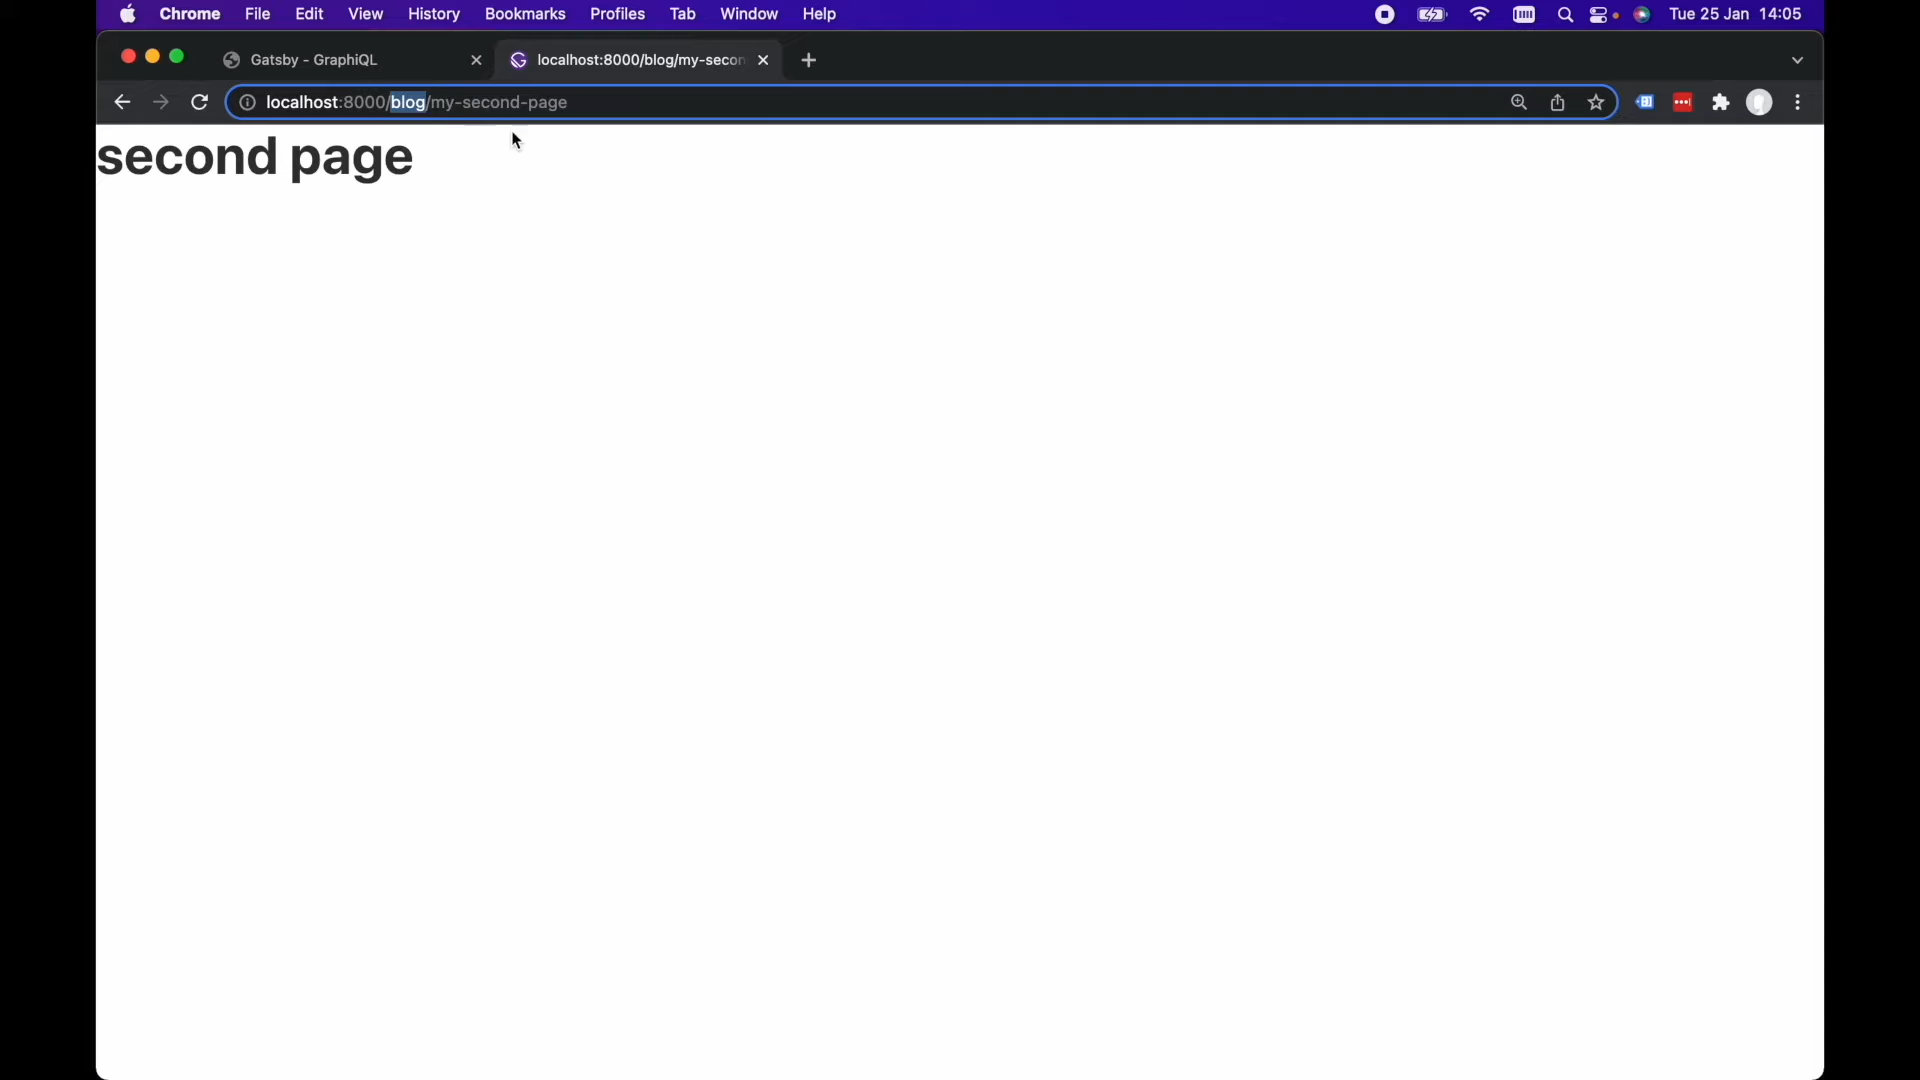 Chrome File Edit View History Bookmarks Profiles Tab Window Help Tue 25 Jan 14:05
Gatsby - GraphiQL localhost:8000/blog/my-secon
localhost:8000/blog/my-second-page
second page